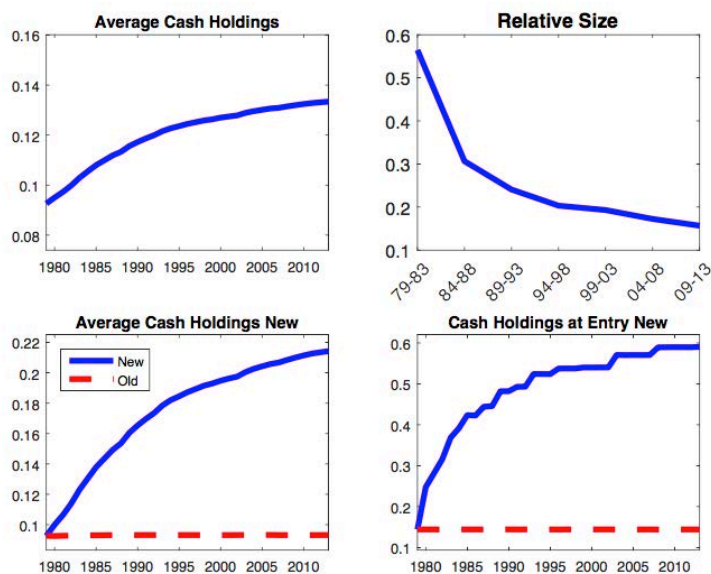 Average Cash Holdings
0.16
0.14
0.12
0.1
0.08
1980 1985 1990 1995 2000 2005 2010
Relative Size
0.6
0.5
0.4
0.3
0.2
0.1
79-83 84-88 89-93 94-98 99-03 04-08 09-13
Average Cash Holdings New
0.22
0.2
0.18
0.16
0.14
0.12
0.1
New
Old
1980 1985 1990 1995 2000 2005 2010
Cash Holdings at Entry New
0.6
0.5
0.4
0.3
0.2
0.1
1980 1985 1990 1995 2000 2005 2010